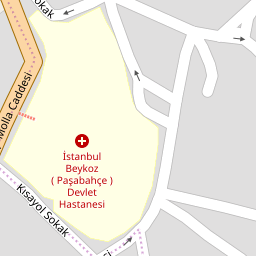 Sokak
Molla Caddesi
İstanbul
Beykoz
( Paşabahçe )
Devlet
Hastanesi
Kısayol Sokak